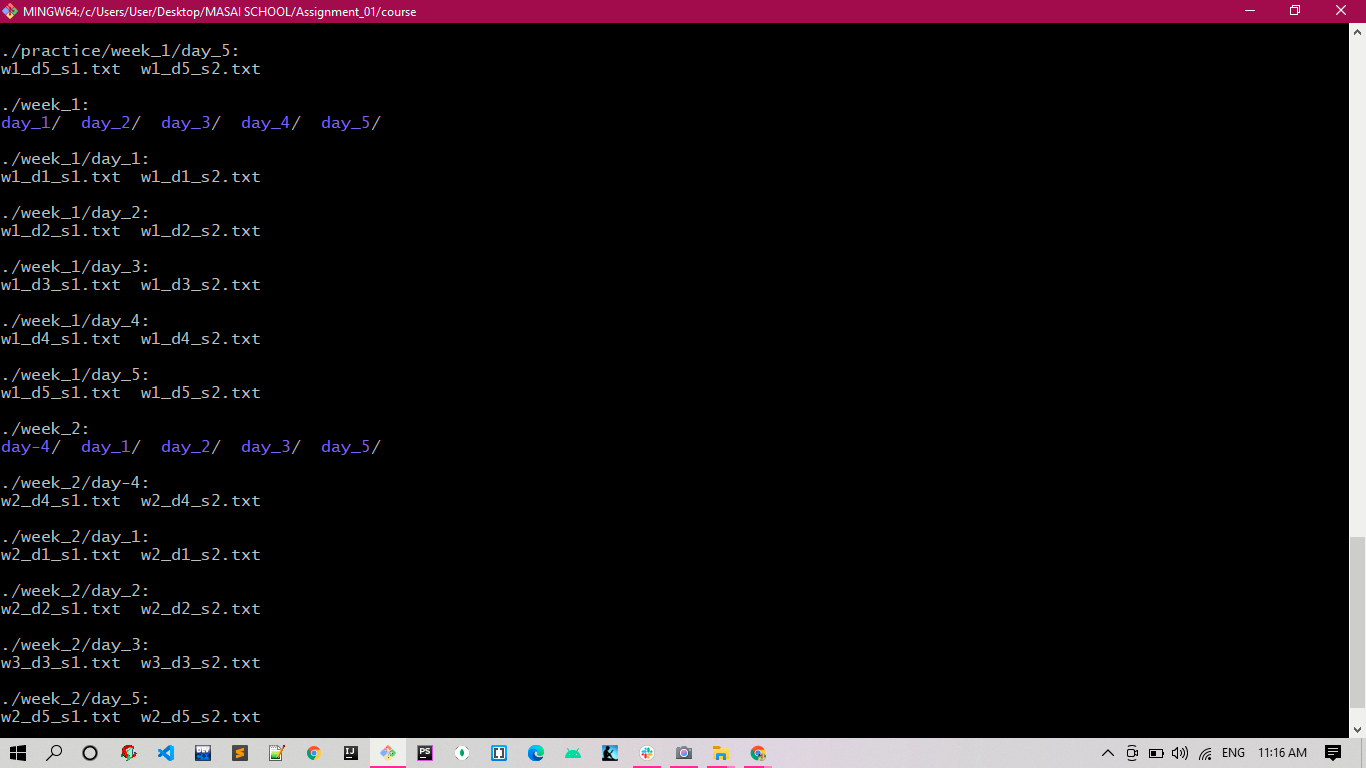 MINGW64:/c/Users/User/Desktop/MASAI SCHOOL/Assignment_01/course
./practice/week_1/day_5:
w1_d5_s1.txt  w1_d5_s2.txt
./week_1:
day_1/  day_2/  day_3/  day_4/  day_5/
./week_1/day_1:
w1_d1_s1.txt  w1_d1_s2.txt
./week_1/day_2:
w1_d2_s1.txt  w1_d2_s2.txt
./week_1/day_3:
w1_d3_s1.txt  w1_d3_s2.txt
./week_1/day_4:
w1_d4_s1.txt  w1_d4_s2.txt
./week_1/day_5:
w1_d5_s1.txt  w1_d5_s2.txt
./week_2:
day-4/  day_1/  day_2/  day_3/  day_5/
./week_2/day-4:
w2_d4_s1.txt  w2_d4_s2.txt
./week_2/day_1:
w2_d1_s1.txt  w2_d1_s2.txt
./week_2/day_2:
w2_d2_s1.txt  w2_d2_s2.txt
./week_2/day_3:
w3_d3_s1.txt  w3_d3_s2.txt
./week_2/day_5:
w2_d5_s1.txt  w2_d5_s2.txt
IJ PS ENG 11:16 AM